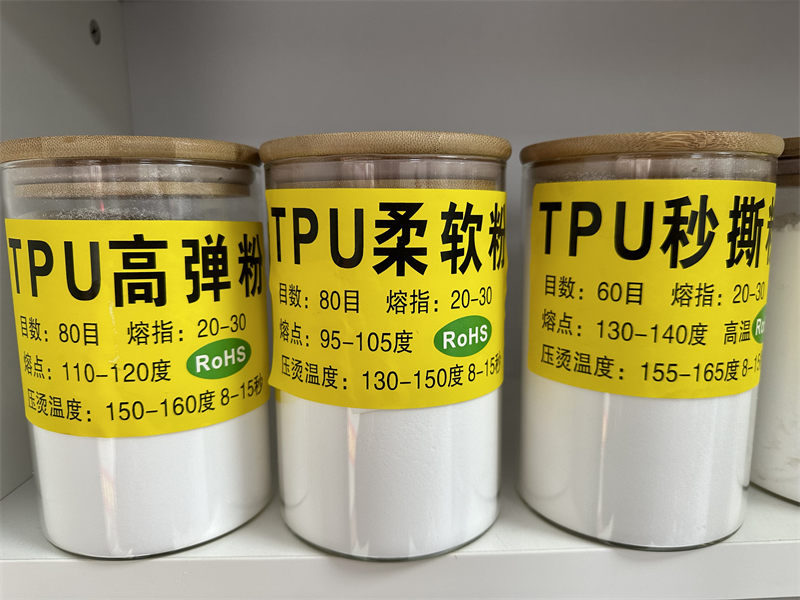 TPU高弹粉
目数：80目 熔指：20-30
熔点：110-120度 RoHS
压烫温度：150-160度 8-15秒
TPU柔软粉
目数：80目 熔指：20-30
熔点：95-105度 RoHS
压烫温度：130-150度 8-15秒
TPU秒撕
目数：60目 熔指：20-30
熔点：130-140度 高温
压烫温度：155-165度